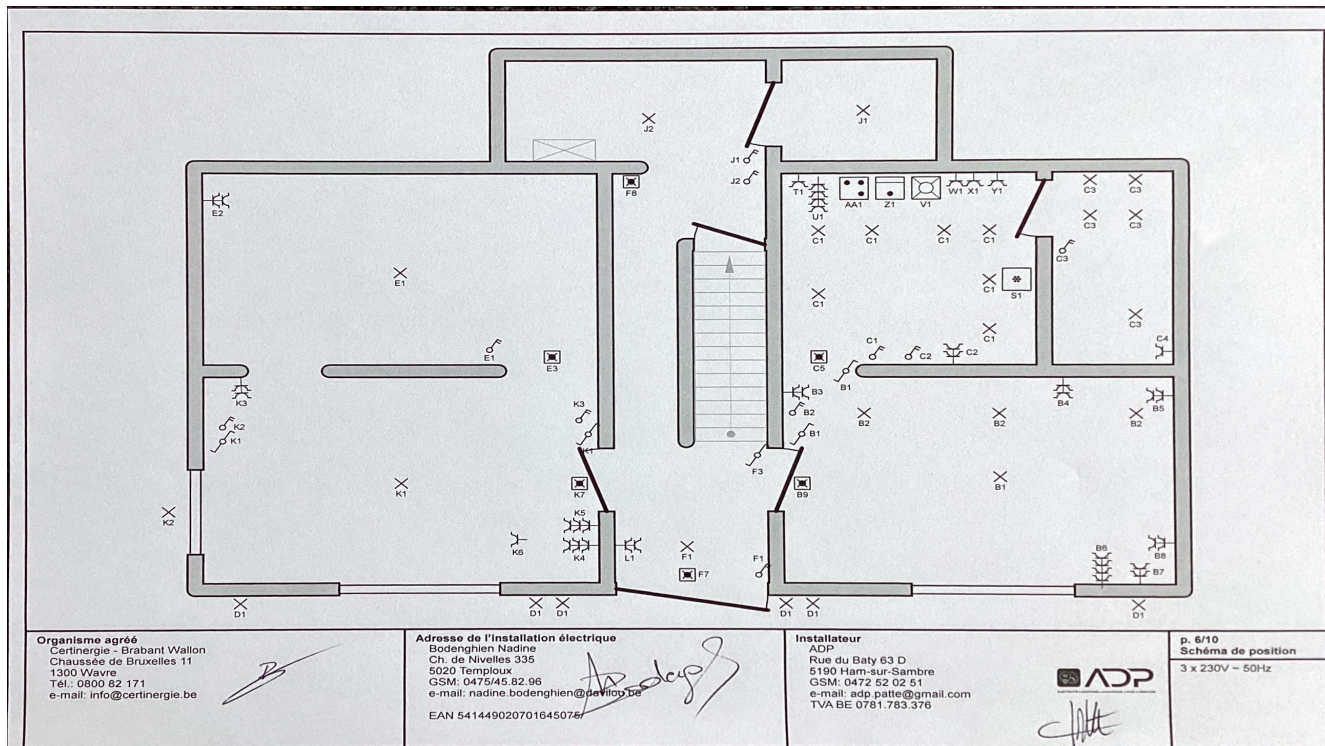 J2
J1
J1
J2
F8
T1
U1
AA1
Z1
V1
W1
X1
Y1
C3
C3
E2
C3
C3
C1
C1
C1
C1
C3
E1
C1
S1
C1
C3
C1
E1
E3
C1
C2
C2
C4
C5
B1
K3
B3
B4
B5
K3
B2
B2
B2
B2
K2
K1
B1
F3
K1
K7
B9
B1
K2
K5
K6
K4
L1
F1
F1
F7
B6
B8
B7
D1
D1
D1
D1
D1
D1
Organisme agréé
Certinergie - Brabant Wallon
Chaussée de Bruxelles 11
1300 Wavre
Tél.: 0800 82 171
e-mail: info@certinergie.be
Adresse de l'installation électrique
Bodenghien Nadine
Ch. de Nivelles 335
5020 Temploux
GSM: 0475/45.82.96
e-mail: nadine.bodenghien@davilou.be
EAN 541449020701645075
Installateur
ADP
Rue du Baty 63 D
5190 Ham-sur-Sambre
GSM: 0472 52 02 51
e-mail: adp.patte@gmail.com
TVA BE 0781.783.376
ADP
p. 6/10
Schéma de position
3 x 230V ~ 50Hz